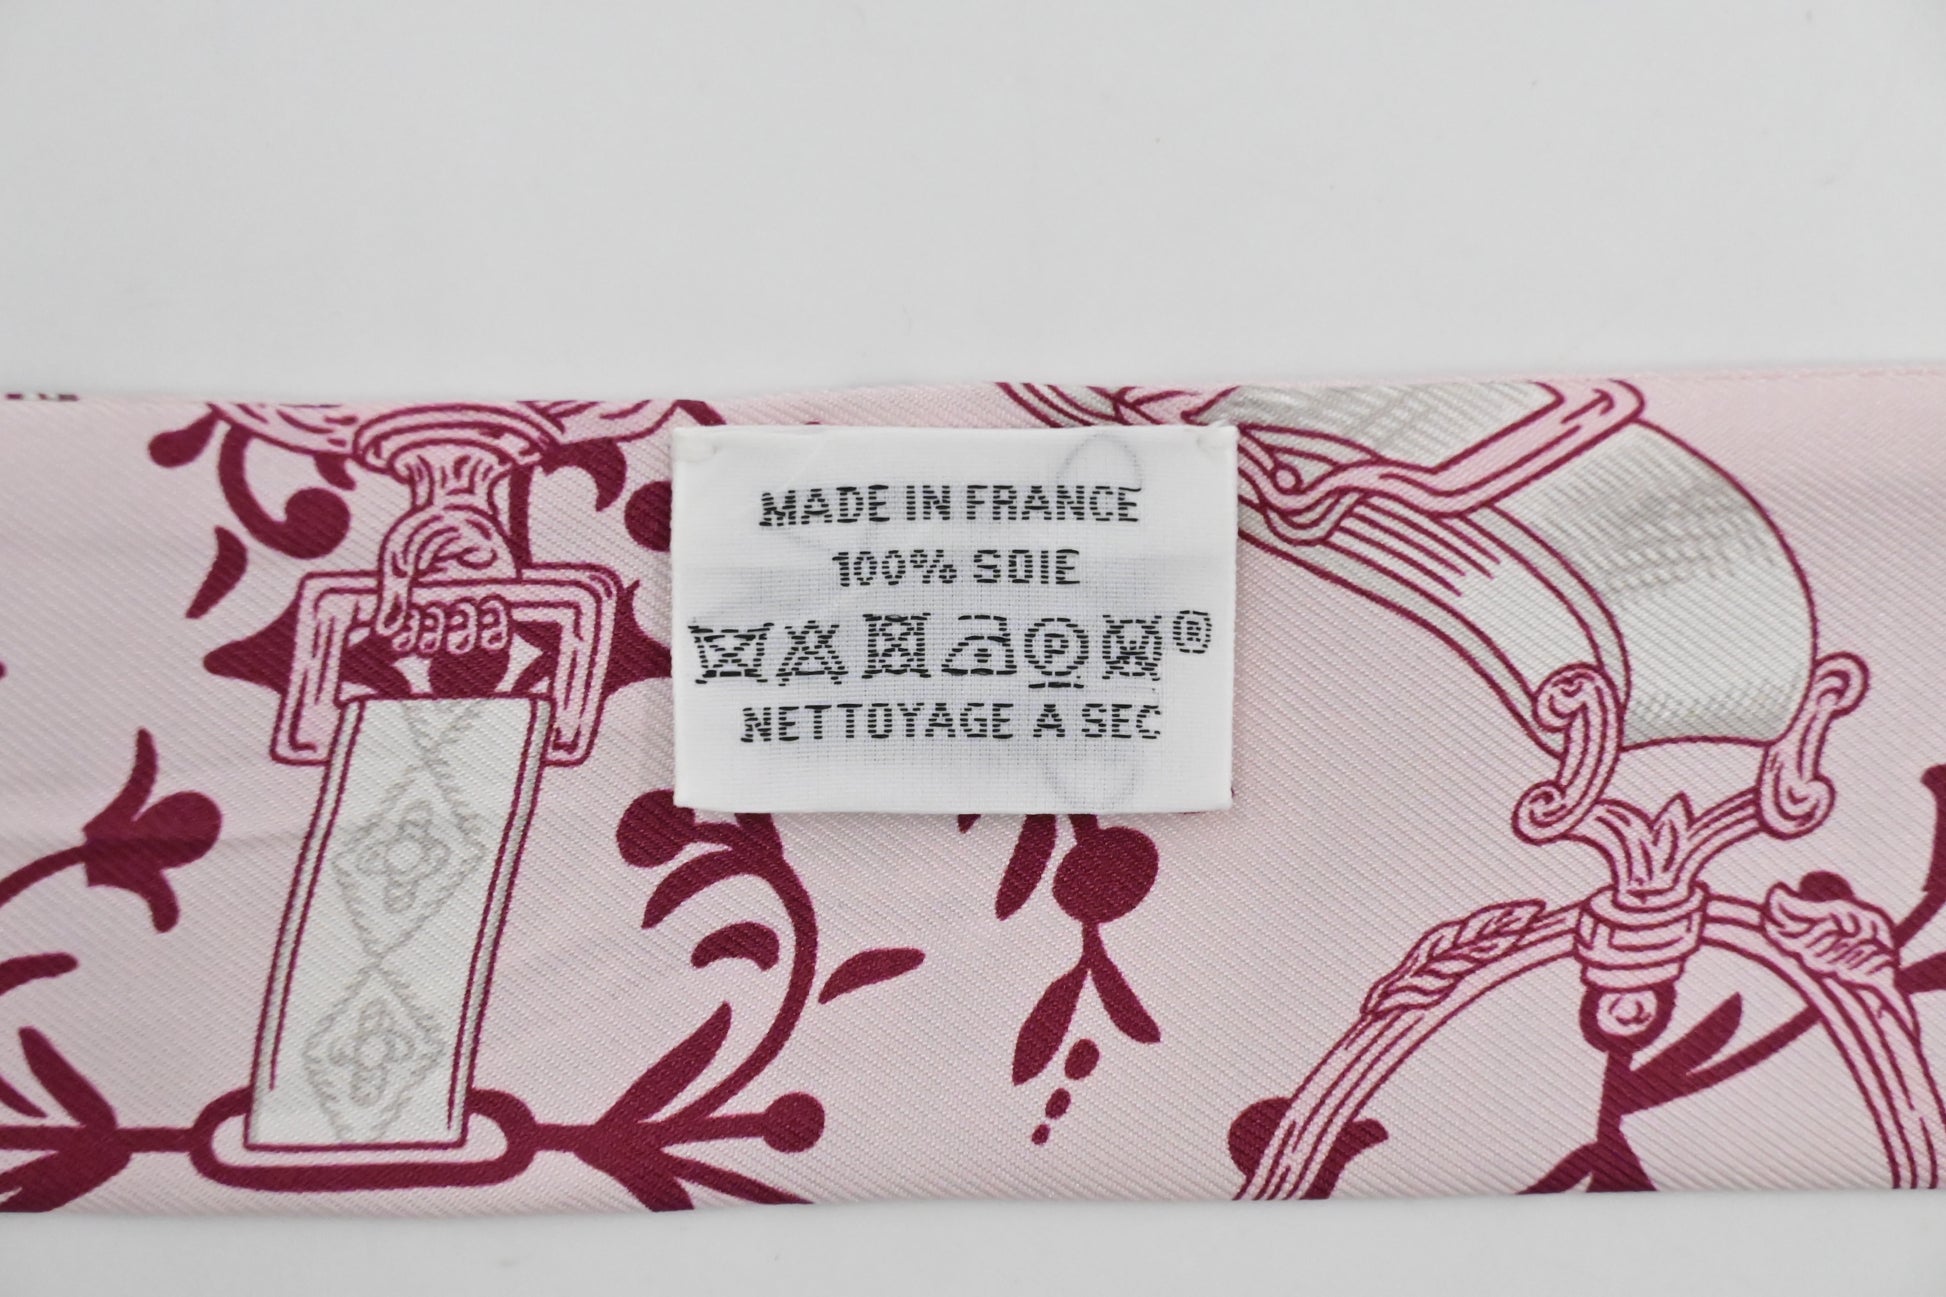 MADE IN FRANCE
100% SOIE
P W ®
NETTOYAGE A SEC